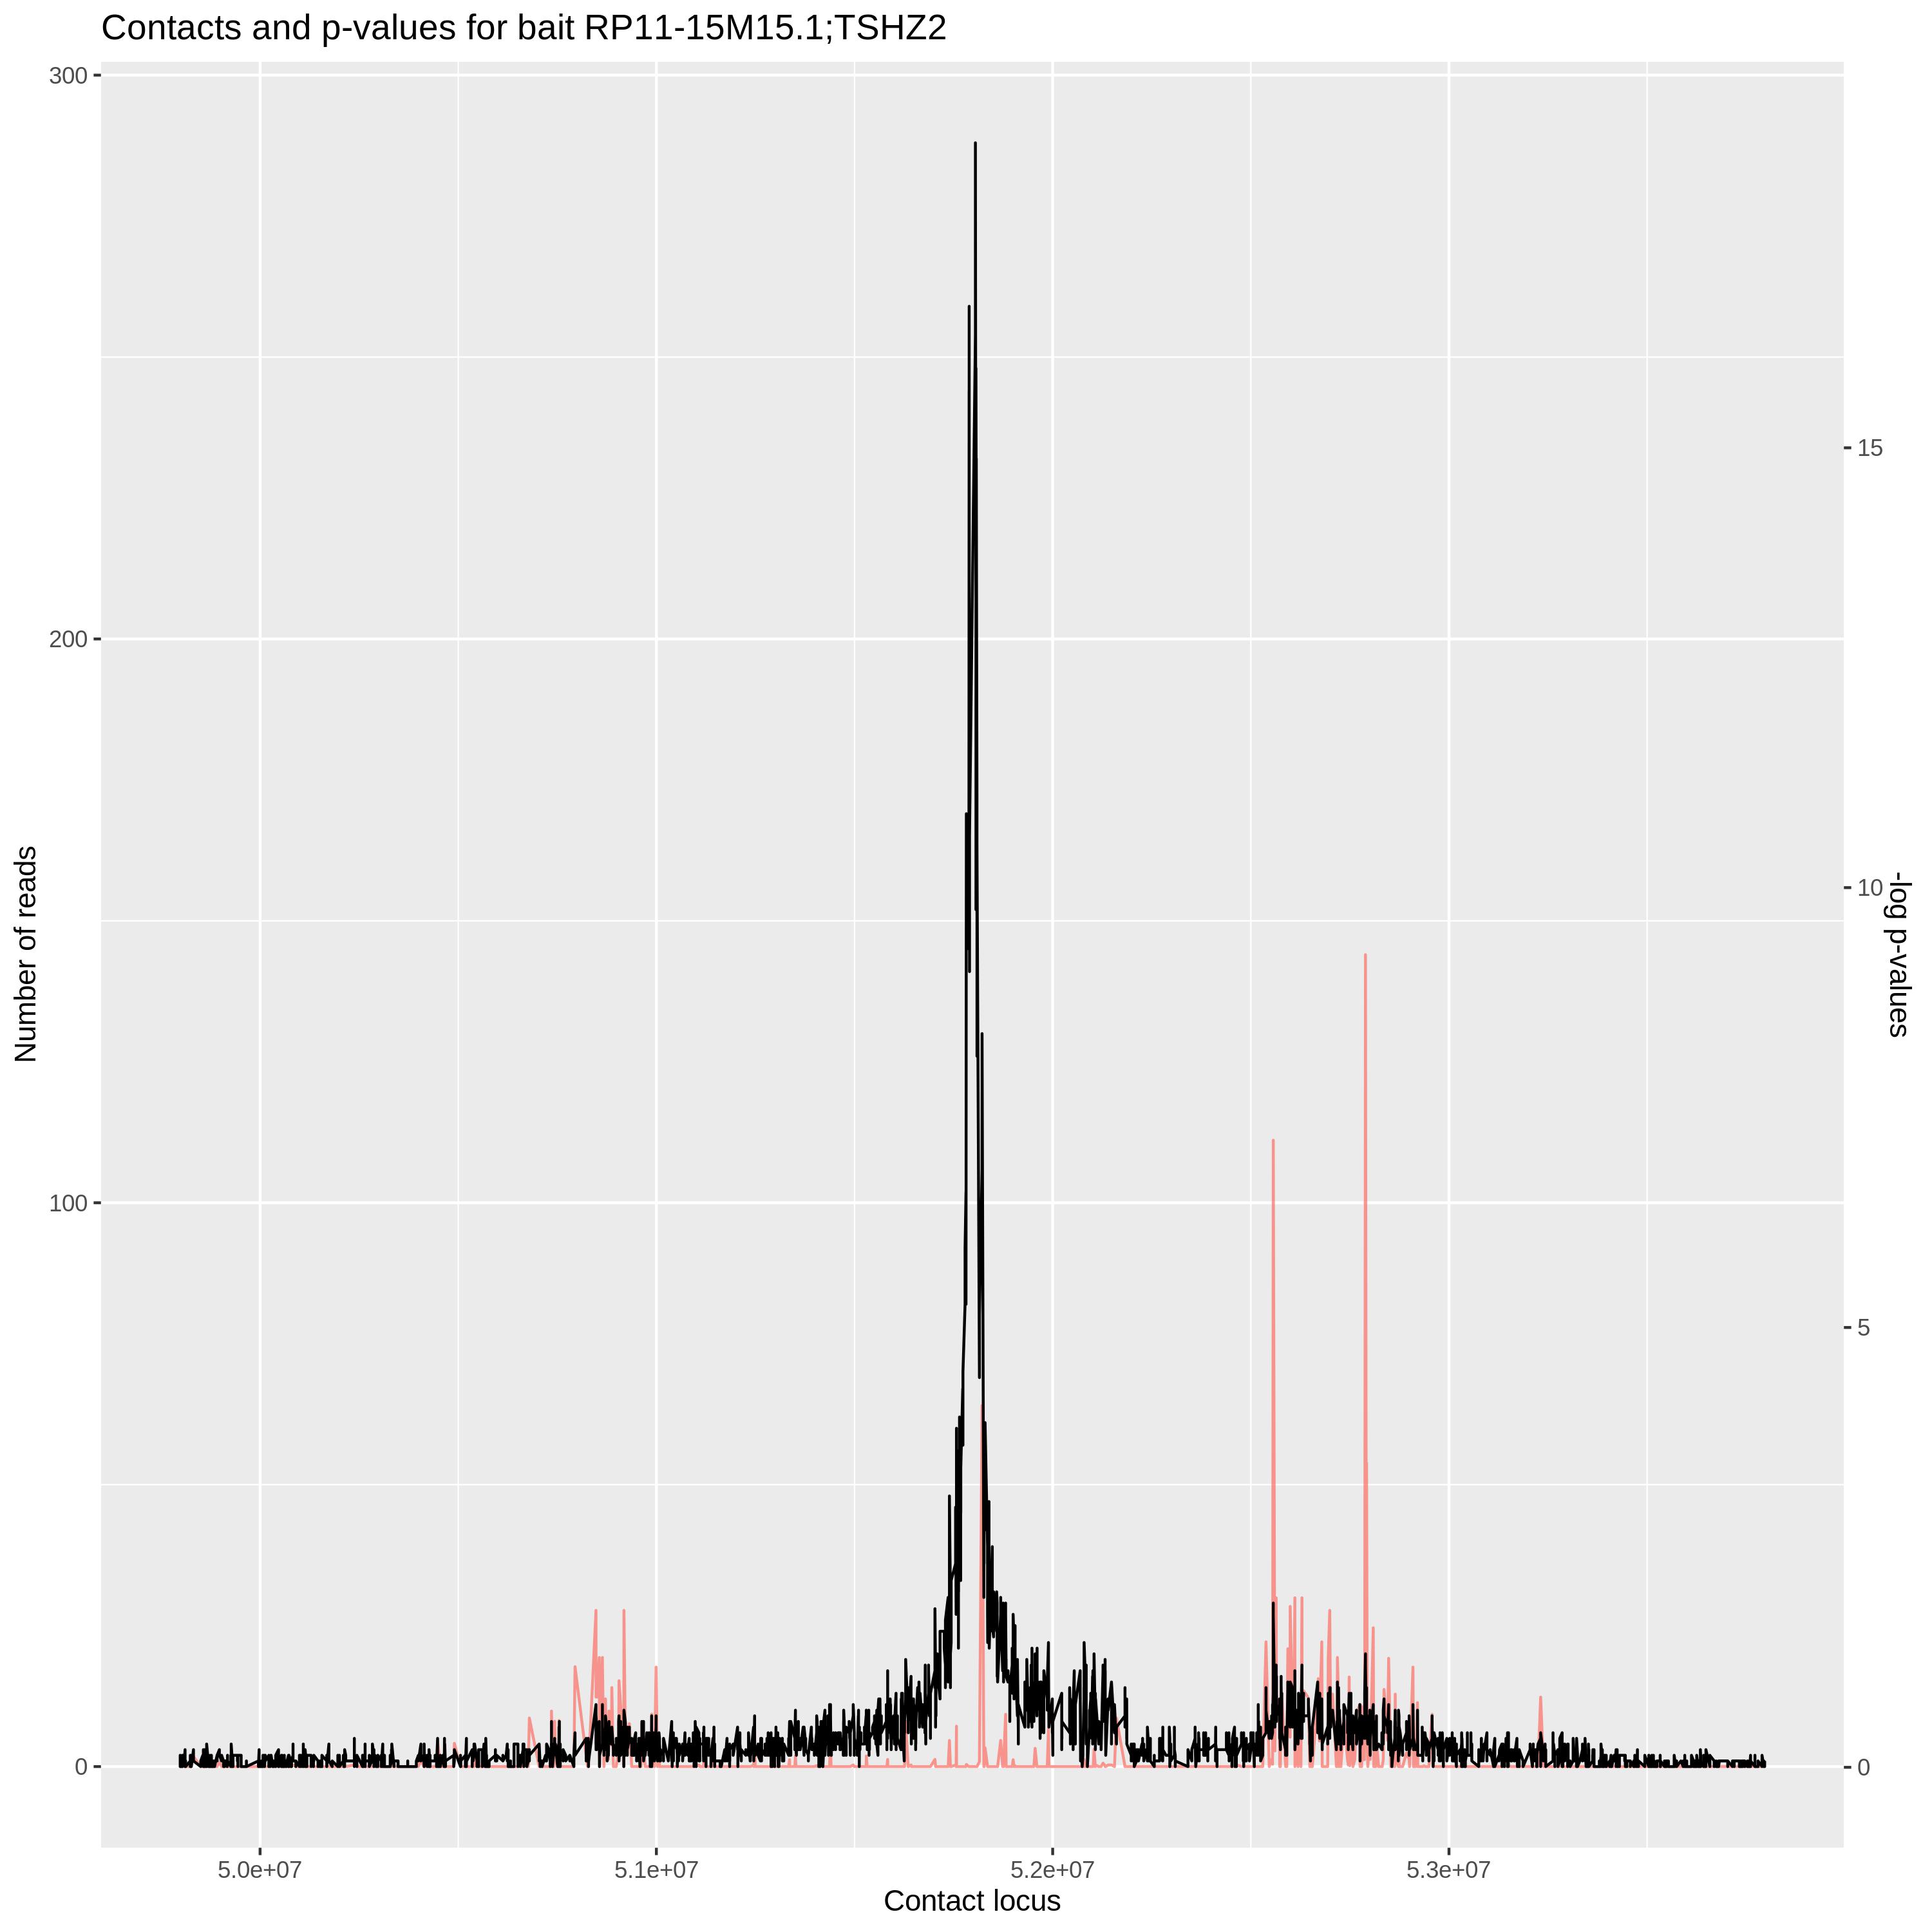 Contacts and p-values for bait RP11-15M15.1;TSHZ2
300
200
100
0
Number of reads
15
10
5
0
-log p-values
5.0e+07
5.1e+07
5.2e+07
5.3e+07
Contact locus